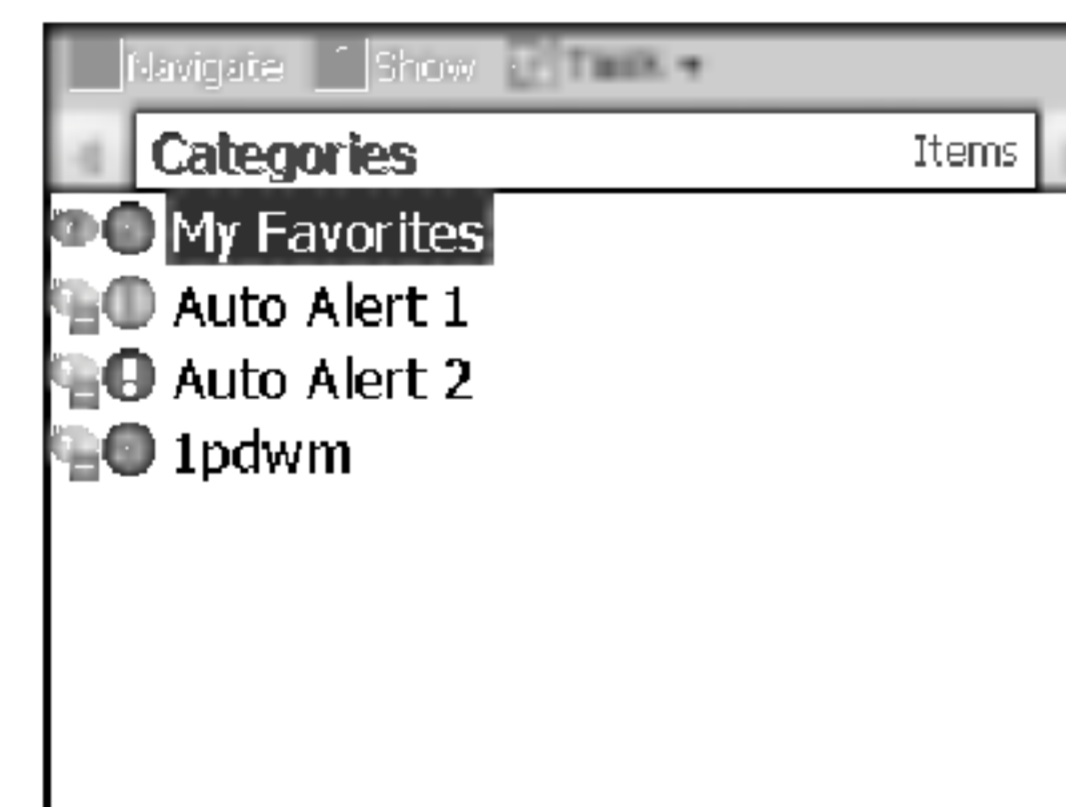 Navigate Show
Categories Items
My Favorites
Auto Alert 1
Auto Alert 2
1pdwm